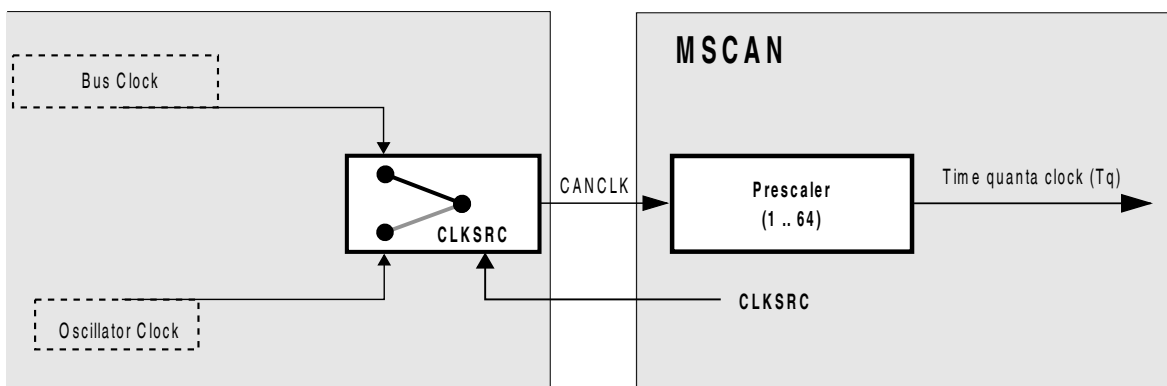 MSCAN
Bus Clock
CANCLK
Prescaler
(1 .. 64)
Time quanta clock (Tq)
CLKSRC
CLKSRC
Oscillator Clock